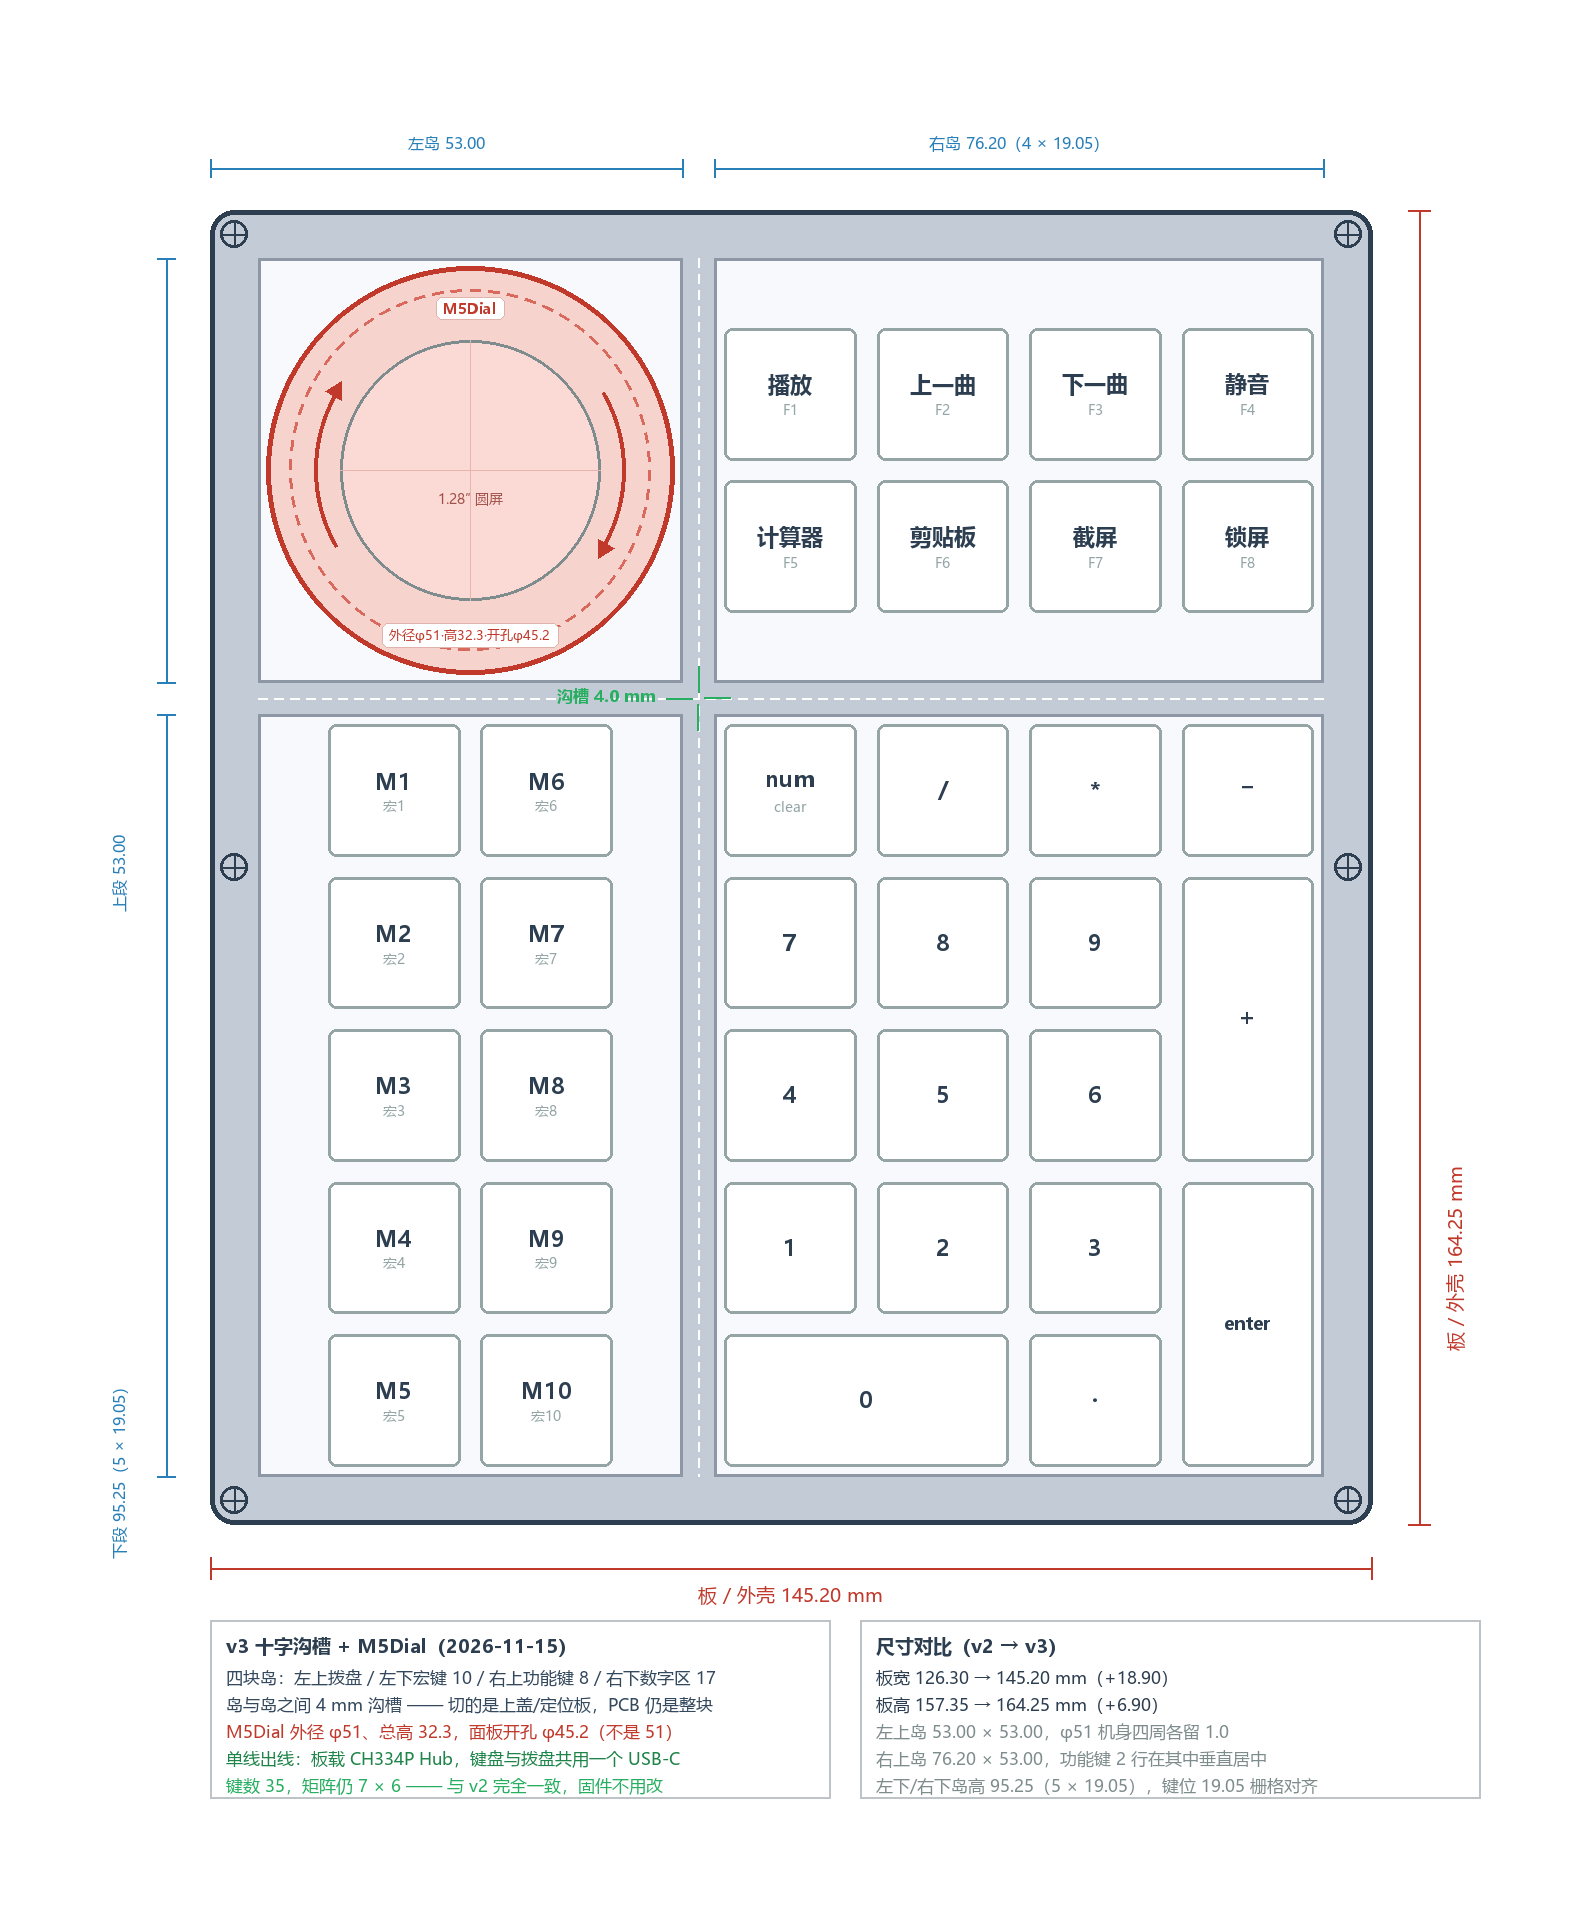 左岛 53.00
右岛 76.20（4 × 19.05）
M5Dial
1.28″ 圆屏
外径φ51·高32.3·开孔φ45.2
播放
F1
上一曲
F2
下一曲
F3
静音
F4
计算器
F5
剪贴板
F6
截屏
F7
锁屏
F8
沟槽 4.0 mm
上段 53.00
下段 95.25（5 × 19.05）
M1
宏1
M6
宏6
M2
宏2
M7
宏7
M3
宏3
M8
宏8
M4
宏4
M9
宏9
M5
宏5
M10
宏10
num
clear
/
*
−
7
8
9
+
4
5
6
1
2
3
enter
0
.
板 / 外壳 164.25 mm
板 / 外壳 145.20 mm
v3 十字沟槽 + M5Dial（2026-11-15）
四块岛：左上拨盘 / 左下宏键 10 / 右上功能键 8 / 右下数字区 17
岛与岛之间 4 mm 沟槽 —— 切的是上盖/定位板，PCB 仍是整块
M5Dial 外径 φ51、总高 32.3，面板开孔 φ45.2（不是 51）
单线出线：板载 CH334P Hub，键盘与拨盘共用一个 USB-C
键数 35，矩阵仍 7 × 6 —— 与 v2 完全一致，固件不用改
尺寸对比（v2 → v3）
板宽 126.30 → 145.20 mm（+18.90）
板高 157.35 → 164.25 mm（+6.90）
左上岛 53.00 × 53.00，φ51 机身四周各留 1.0
右上岛 76.20 × 53.00，功能键 2 行在其中垂直居中
左下/右下岛高 95.25（5 × 19.05），键位 19.05 栅格对齐